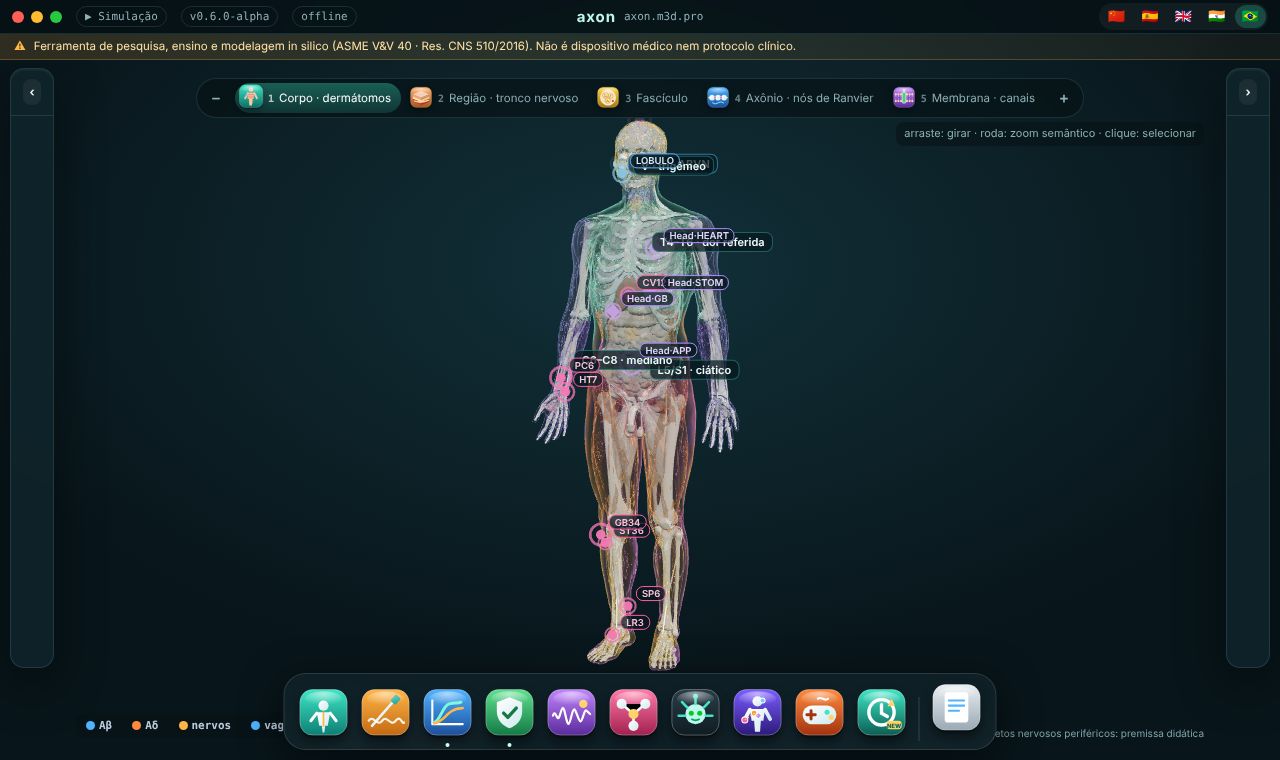 ▶ Simulação
v0.6.0-alpha
offline
axon axon.m3d.pro
⚠ Ferramenta de pesquisa, ensino e modelagem in silico (ASME V&V 40 · Res. CNS 510/2016). Não é dispositivo médico nem protocolo clínico.
− 1 Corpo · dermátomos 2 Região · tronco nervoso 3 Fascículo 4 Axônio · nós de Ranvier 5 Membrana · canais +
arraste: girar · roda: zoom semântico · clique: selecionar
LOBULO
trigêmeo
Head·HEART
dor referida
Head·STOM
Head·GB
Head·APP
C8 · mediano
PC6
L5/S1 · ciático
HT7
GB34
ST36
SP6
LR3
Aβ Aδ nervos vag
NEW
etos nervosos periféricos: premissa didática